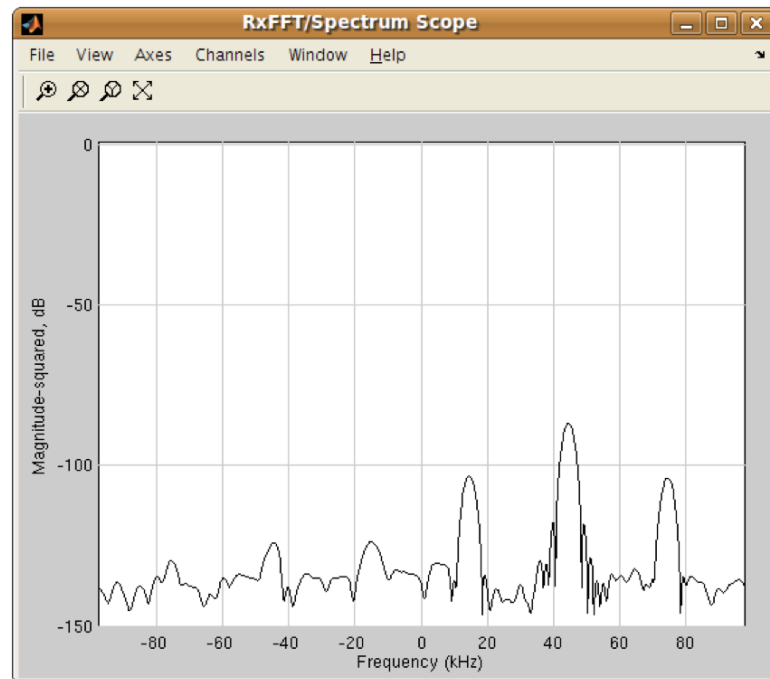 RxFFT/Spectrum Scope
File View Axes Channels Window Help
0
-50
-100
-150
Magnitude-squared, dB
-80 -60 -40 -20 0 20 40 60 80
Frequency (kHz)